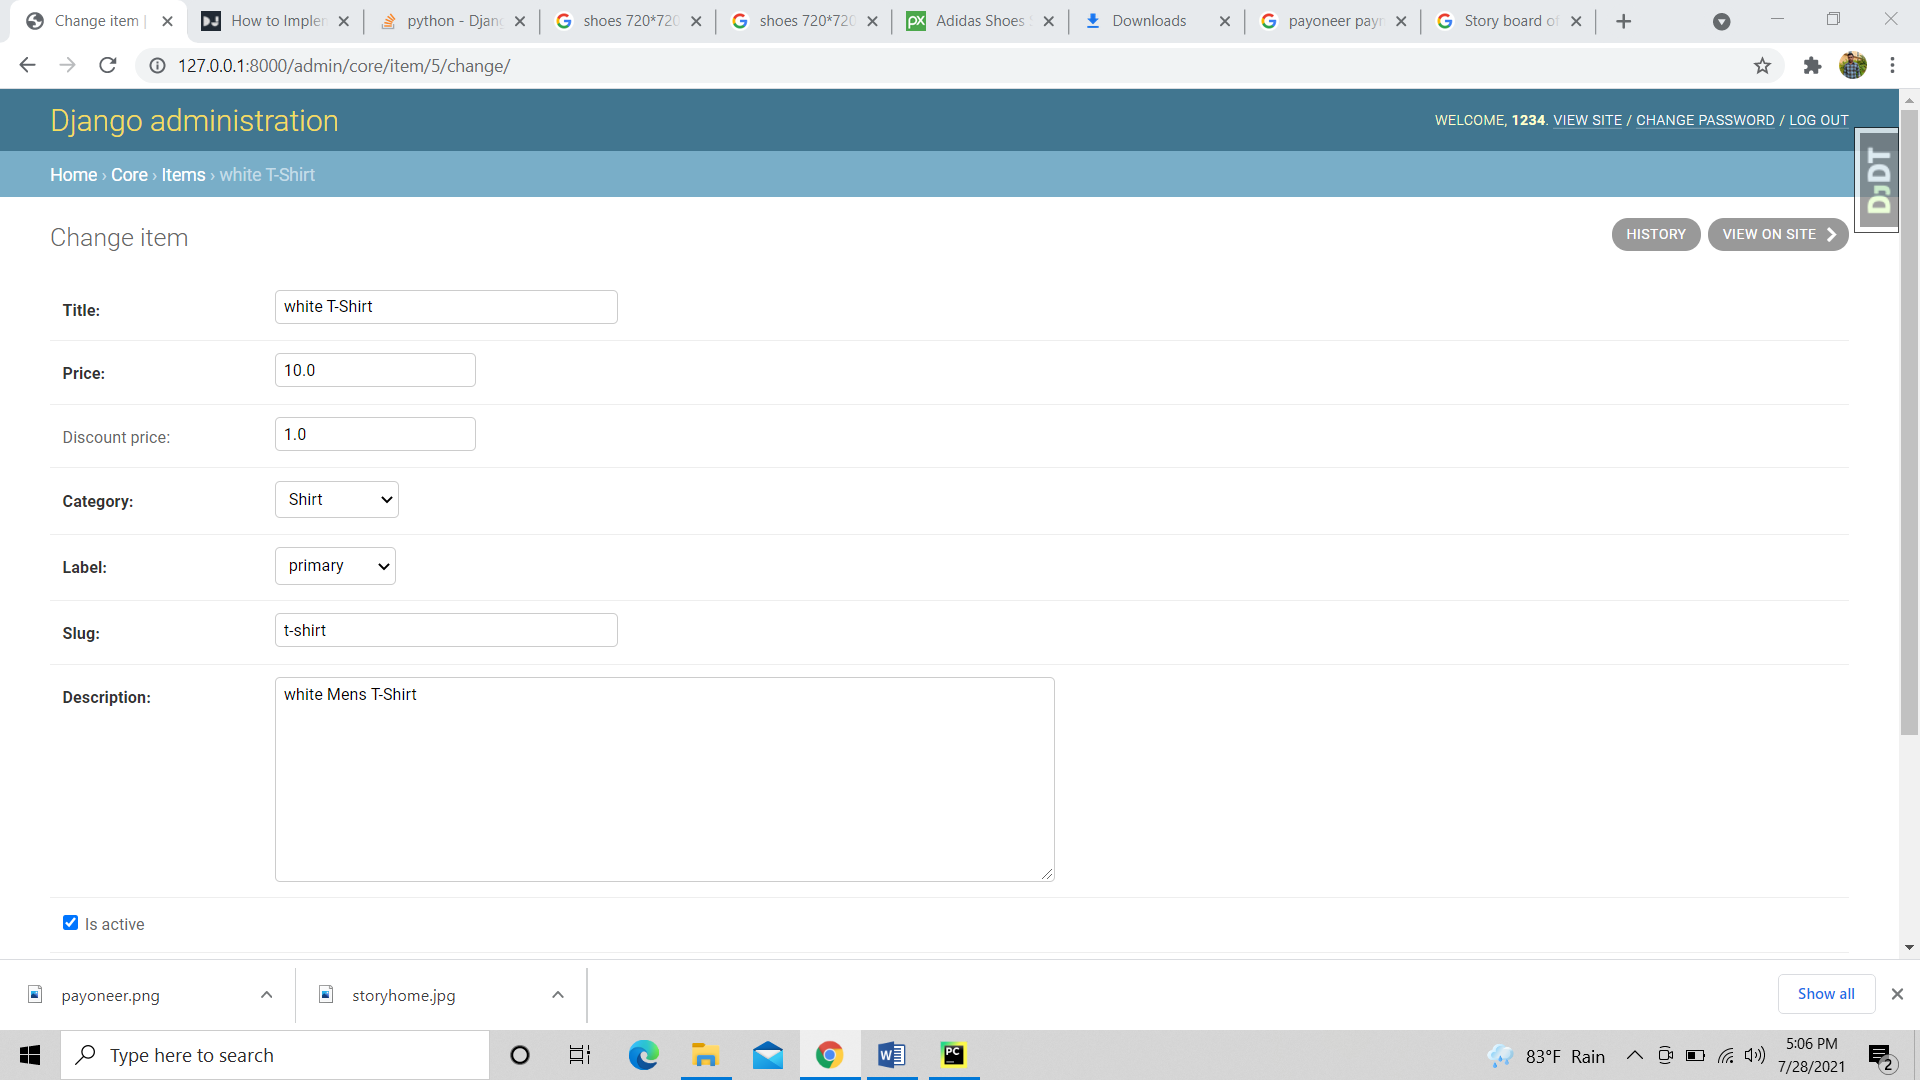 Change item |
How to Implem
python - Djang
shoes 720*720
shoes 720*720
Adidas Shoes S
Downloads
payoneer payn
Story board of
127.0.0.1:8000/admin/core/item/5/change/
Django administration
WELCOME, 1234. VIEW SITE / CHANGE PASSWORD / LOG OUT
DJDT
Home › Core › Items › white T-Shirt
Change item
HISTORY
VIEW ON SITE
Title:
white T-Shirt
Price:
10.0
Discount price:
1.0
Category:
Shirt
Label:
primary
Slug:
t-shirt
Description:
white Mens T-Shirt
Is active
payoneer.png
storyhome.jpg
Show all
Type here to search
83°F Rain
5:06 PM
7/28/2021
2